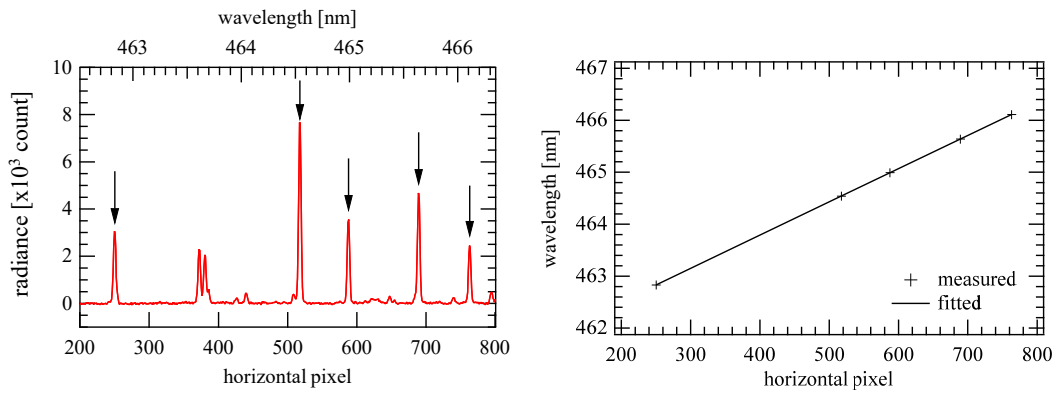 wavelength [nm]
463 464 465 466
10
8
6
4
2
0
radiance [x10³ count]
200 300 400 500 600 700 800
horizontal pixel
467
466
465
464
463
462
wavelength [nm]
measured
fitted
200 300 400 500 600 700 800
horizontal pixel